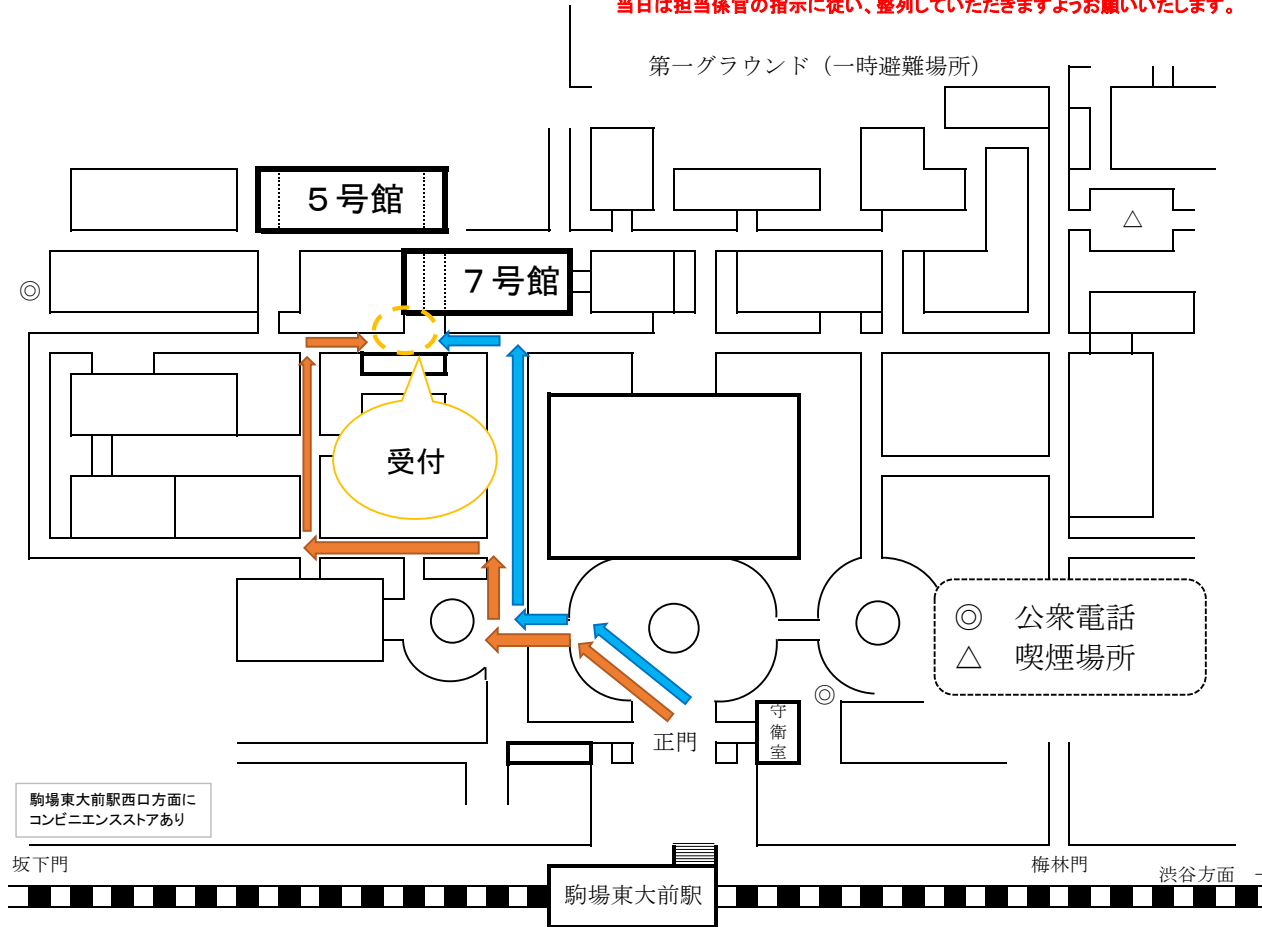 当日は担当係官の指示に従い、整列していただきますようお願いいたします。
第一グラウンド（一時避難場所）
５号館
△
７号館
◎
受付
◎　公衆電話
△　喫煙場所
◎
守衛室
正門
駒場東大前駅西口方面に
コンビニエンスストアあり
坂下門
梅林門
渋谷方面
駒場東大前駅